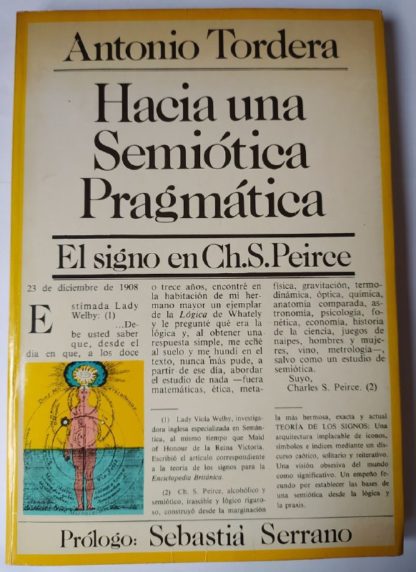 Antonio Tordera
Hacia una
Semiótica
Pragmática
El signo en Ch.S.Peirce
23 de diciembre de 1908
Estimada Lady
Welby: (1)
...De-
be usted saber
que, desde el
día en que, a los doce
o trece años, encontré en
la habitación de mi her-
mano mayor un ejemplar
de la Lógica de Whately
y le pregunté qué era la
lógica y, al obtener una
respuesta simple, me eché
al suelo y me hundí en el
texto, nunca más pude, a
partir de ese día, abordar
el estudio de nada —fuera
matemáticas, ética, meta-
física, gravitación, termo-
dinámica, óptica, química,
anatomía comparada, as-
tronomía, psicología, fo-
nética, economía, historia
de la ciencia, juegos de
naipes, hombres y muje-
res, vino, metrología—,
salvo como un estudio de
semiótica.
Suyo,
Charles S. Peirce. (2)
(1) Lady Viola Welby, investiga-
dora inglesa especializada en Semán-
tica, al mismo tiempo que Maid
of Honour de la Reina Victoria.
Escribió el artículo correspondiente
a la teoría de los signos para la
Enciclopedia Británica.
(2) Ch. S. Peirce, alcohólico y
semiótico, irascible y lógico riguro-
so, construyó desde la marginación
la más hermosa, exacta y actual
TEORÍA DE LOS SIGNOS: Una
arquitectura implacable de iconos,
símbolos e índices mediante un dis-
curso caótico, solitario y reiterativo.
Una visión obsesiva del mundo
como significativo. Un empeño fe-
cundo por establecer las bases de
una semiótica desde la lógica y
la praxis.
Prólogo: Sebastiá Serrano